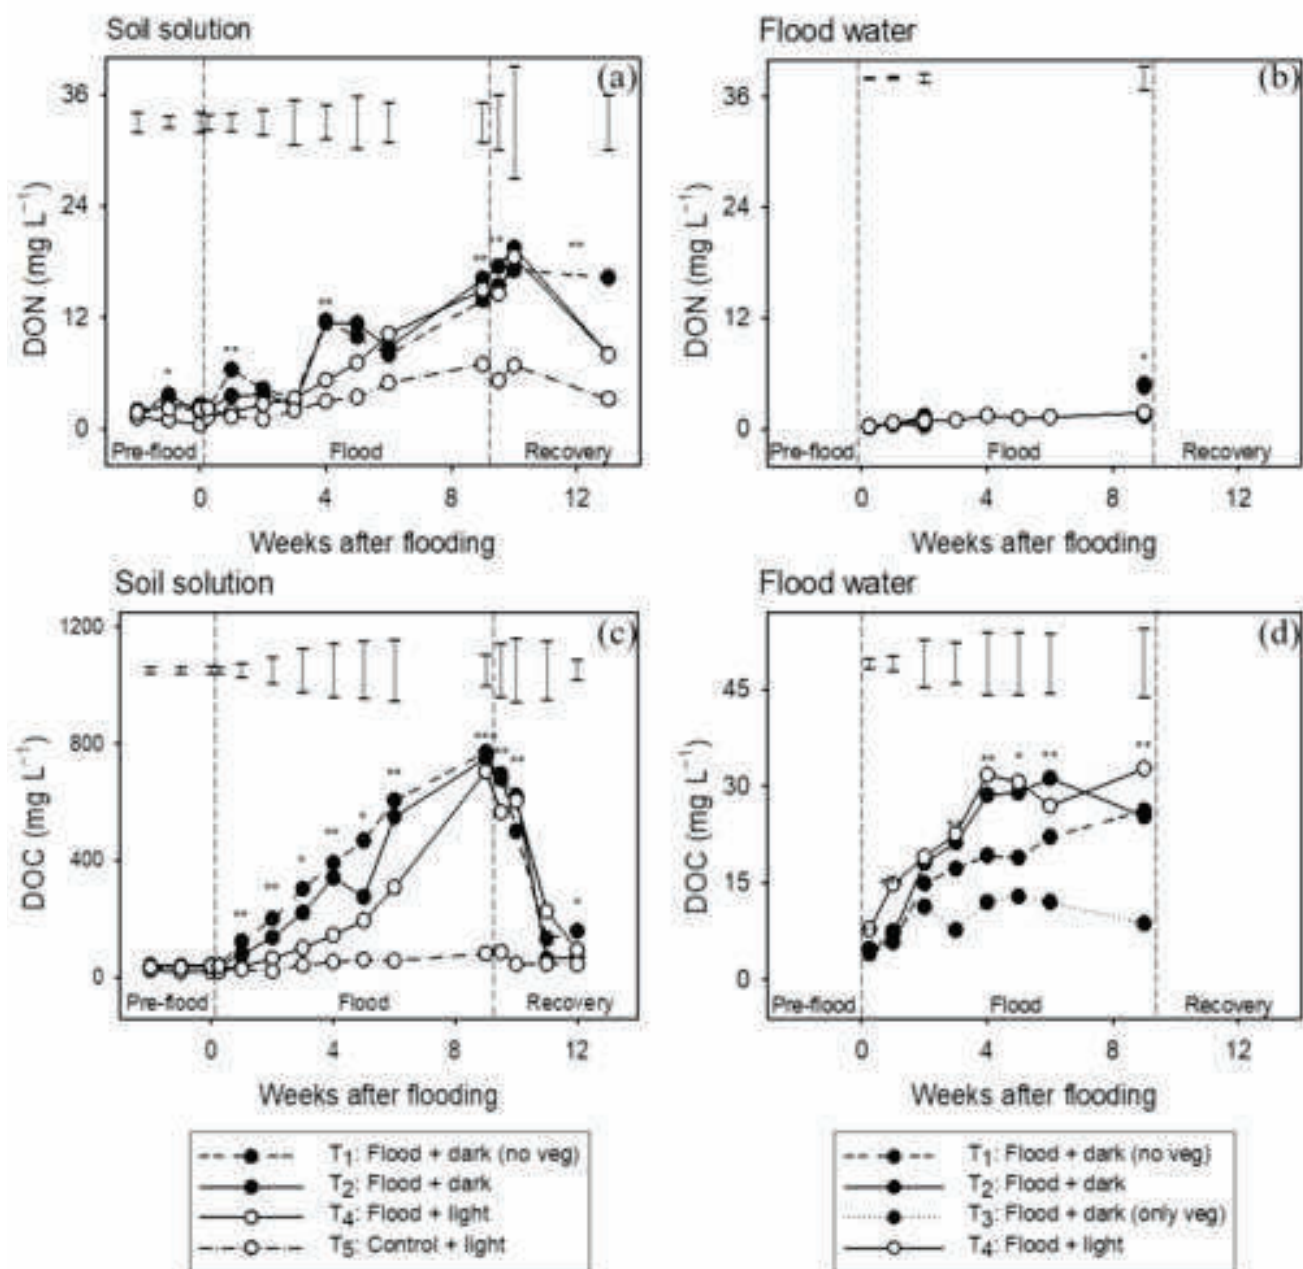 Soil solution
(a)
36
24
12
0
DON (mg L⁻¹)
*
**
**
**
**
**
Pre-flood
Flood
Recovery
0
4
8
12
Weeks after flooding
Flood water
(b)
36
24
12
0
DON (mg L⁻¹)
*
Pre-flood
Flood
Recovery
0
4
8
12
Weeks after flooding
Soil solution
(c)
1200
800
400
0
DOC (mg L⁻¹)
**
**
*
**
*
**
***
**
**
*
Pre-flood
Flood
Recovery
0
4
8
12
Weeks after flooding
Flood water
(d)
45
30
15
0
DOC (mg L⁻¹)
**
*
**
**
Pre-flood
Flood
Recovery
0
4
8
12
Weeks after flooding
T₁: Flood + dark (no veg)
T₂: Flood + dark
T₄: Flood + light
T₅: Control + light
T₁: Flood + dark (no veg)
T₂: Flood + dark
T₃: Flood + dark (only veg)
T₄: Flood + light